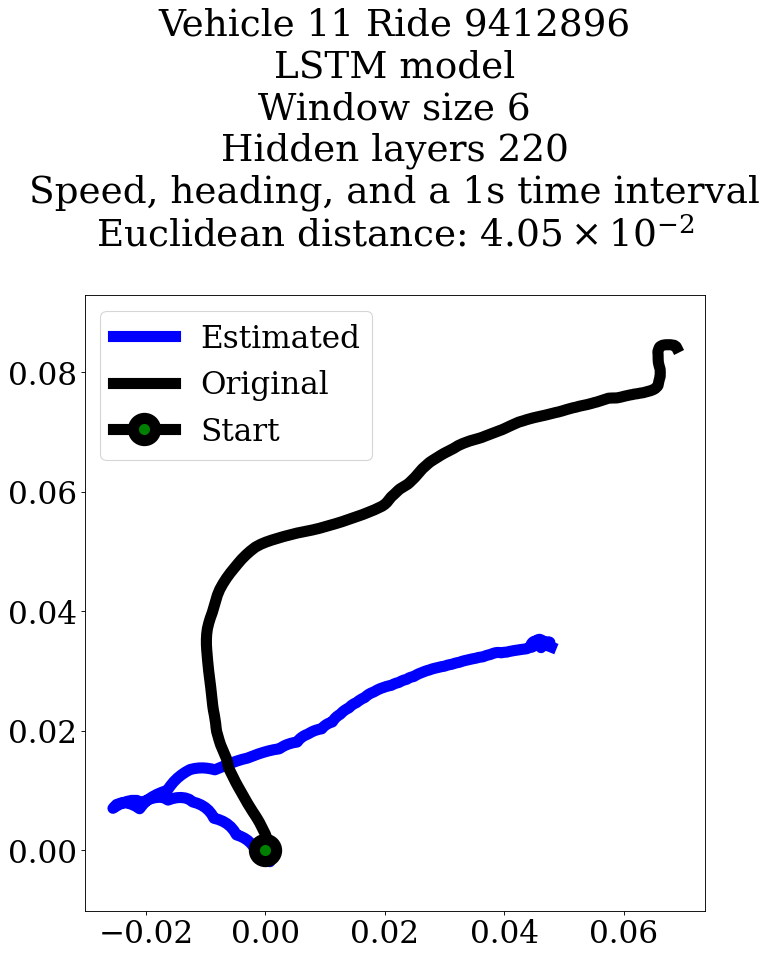 Vehicle 11 Ride 9412896
LSTM model
Window size 6
Hidden layers 220
Speed, heading, and a 1s time interval
Euclidean distance: 4.05 × 10⁻²
Estimated
Original
Start
0.08
0.06
0.04
0.02
0.00
−0.02 0.00 0.02 0.04 0.06